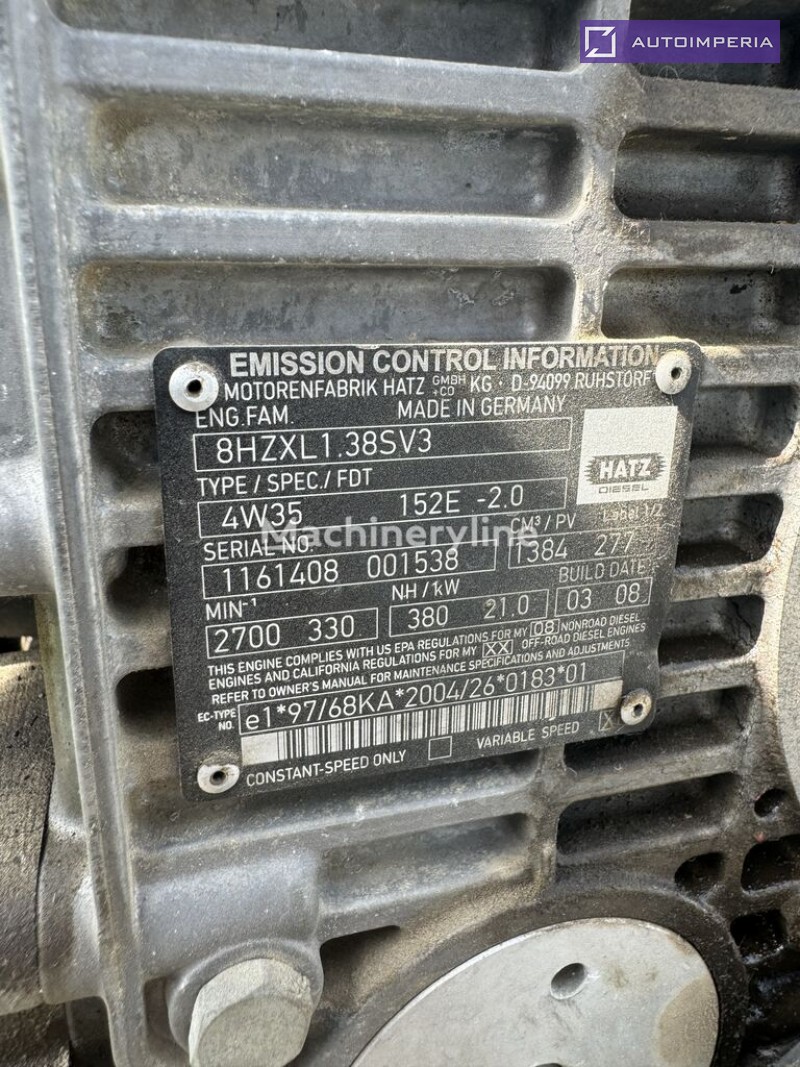 AUTOIMPERIA
EMISSION CONTROL INFORMATION
MOTORENFABRIK HATZ GMBH +CO KG · D-94099 RUHSTORF
ENG.FAM. MADE IN GERMANY
8HZXL1.38SV3
HATZ
DIESEL
TYPE / SPEC./ FDT
Label 1/2
4W35 152E -2.0
Machineryline
SERIAL NO. CM³ / PV
1161408 001538 1384 277
MIN-¹ NH / kW BUILD DATE
2700 330 380 21.0 03 08
THIS ENGINE COMPLIES WITH US EPA REGULATIONS FOR MY 08 NONROAD DIESEL
ENGINES AND CALIFORNIA REGULATIONS FOR MY XX OFF-ROAD DIESEL ENGINES
REFER TO OWNER'S MANUAL FOR MAINTENANCE SPECIFICATIONS AND ADJUSTMENTS
EC-TYPE NO. e1*97/68KA*2004/26*0183*01
CONSTANT-SPEED ONLY VARIABLE SPEED X